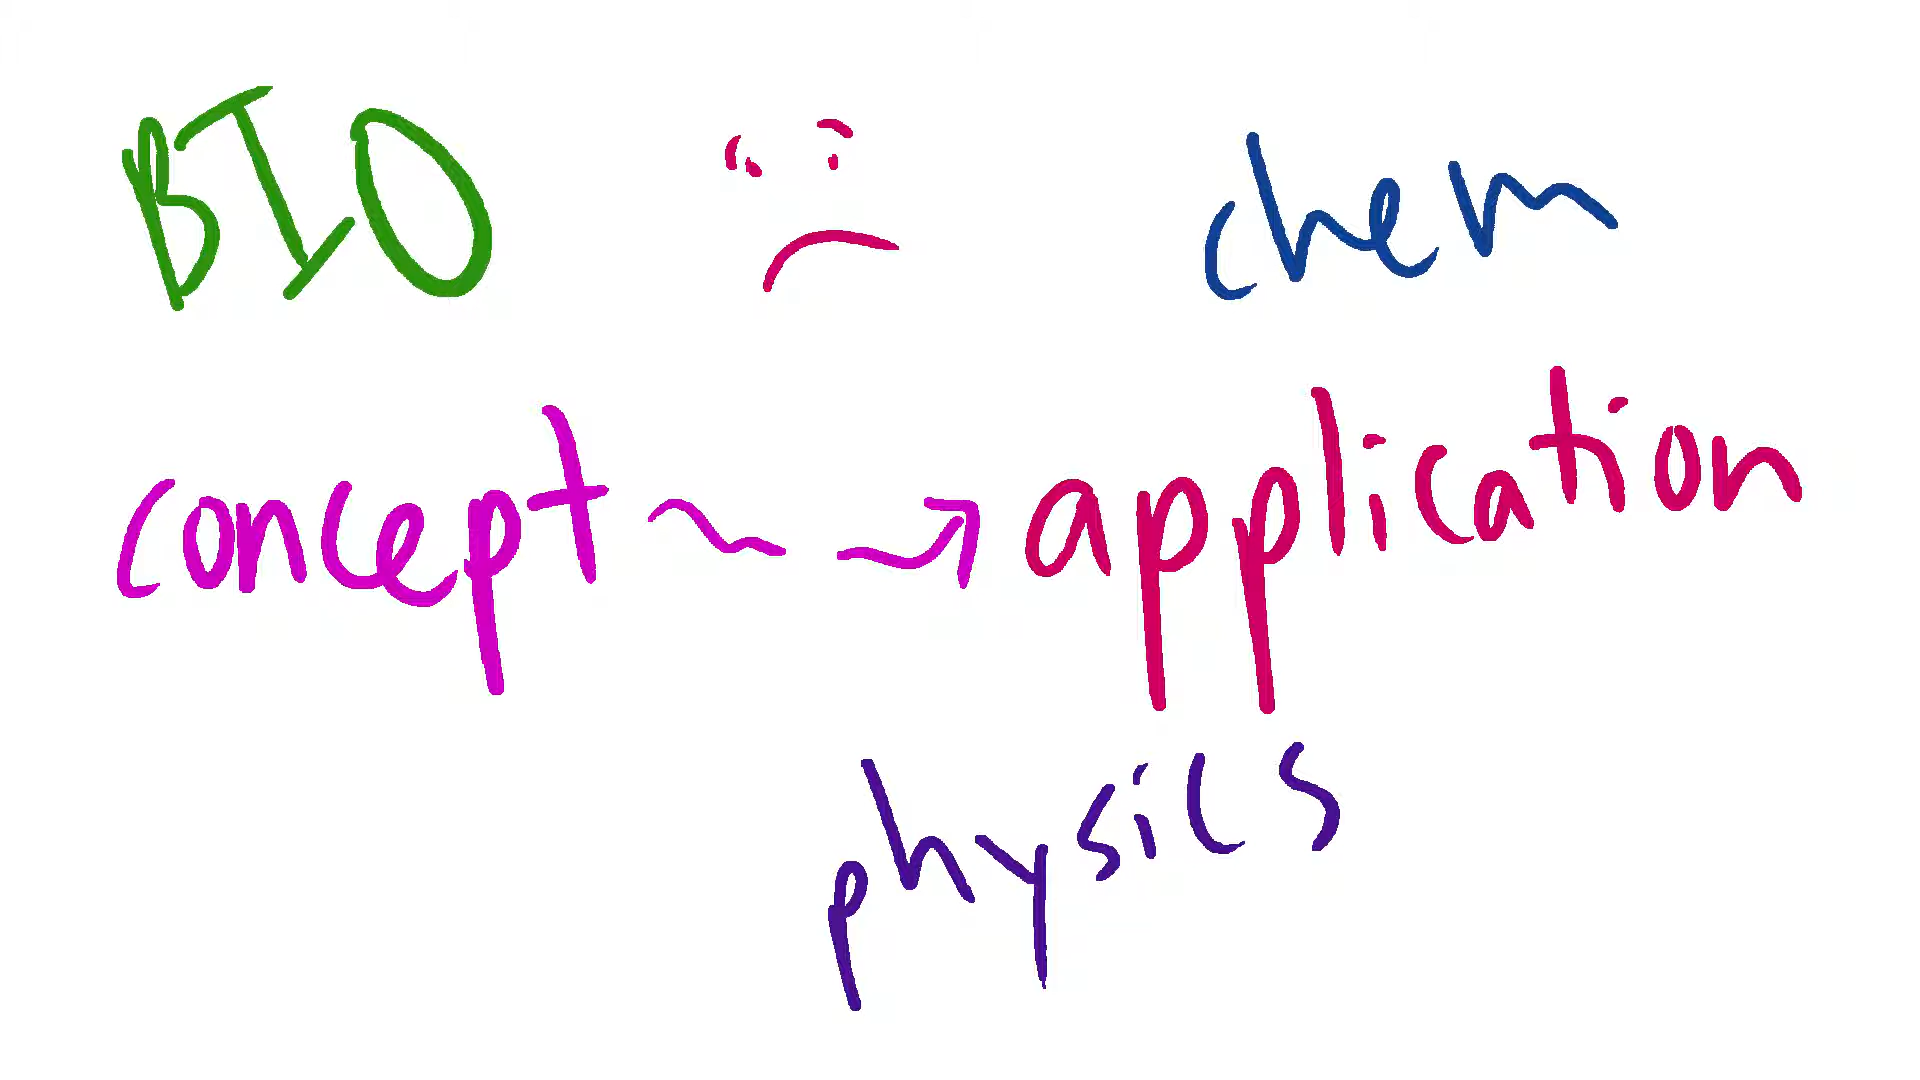 BIO chem
concept → application
physics